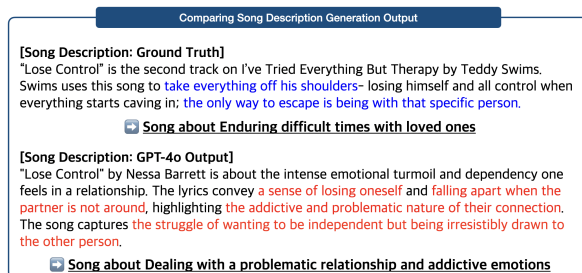 Comparing Song Description Generation Output
[Song Description: Ground Truth]
“Lose Control” is the second track on I’ve Tried Everything But Therapy by Teddy Swims.
Swims uses this song to take everything off his shoulders– losing himself and all control when
everything starts caving in; the only way to escape is being with that specific person.
➡ Song about Enduring difficult times with loved ones
[Song Description: GPT-4o Output]
“Lose Control” by Nessa Barrett is about the intense emotional turmoil and dependency one
feels in a relationship. The lyrics convey a sense of losing oneself and falling apart when the
partner is not around, highlighting the addictive and problematic nature of their connection.
The song captures the struggle of wanting to be independent but being irresistibly drawn to
the other person.
➡ Song about Dealing with a problematic relationship and addictive emotions